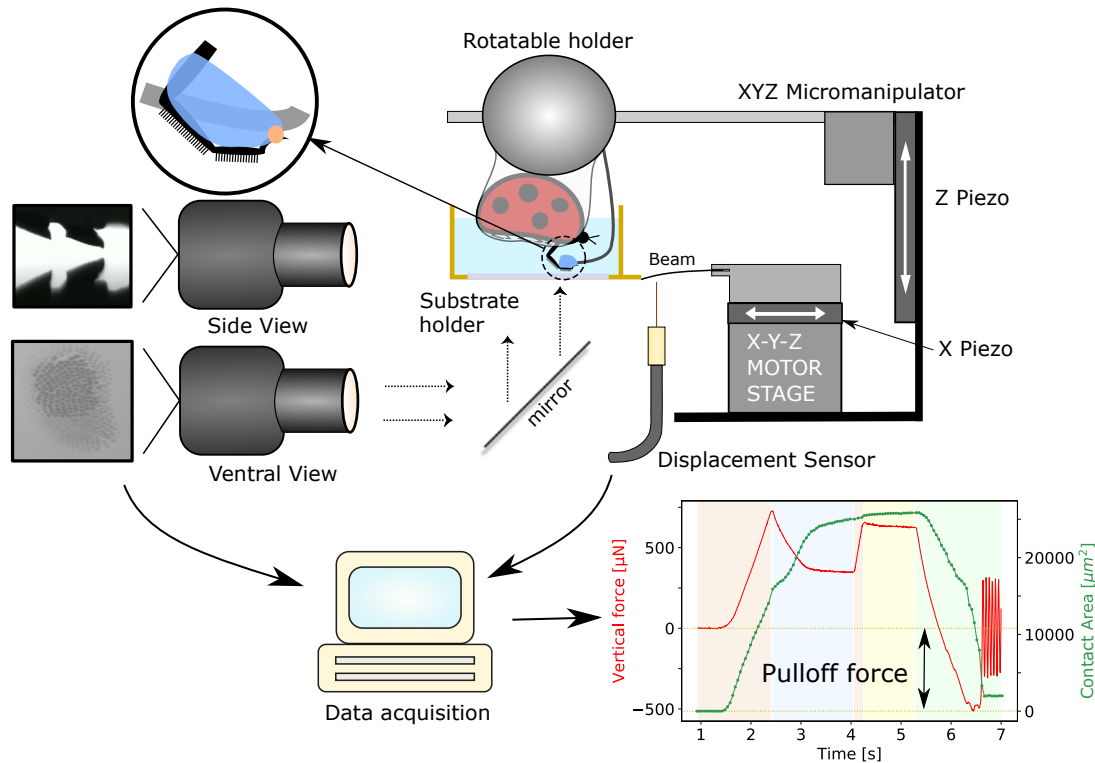 Rotatable holder
XYZ Micromanipulator
Z Piezo
Beam
Side View
Substrate
holder
X-Y-Z
MOTOR
STAGE
X Piezo
mirror
Ventral View
Displacement Sensor
Data acquisition
Vertical force [µN]
500
0
−500
Pulloff force
20000
10000
0
Contact Area [µm²]
1 2 3 4 5 6 7
Time [s]